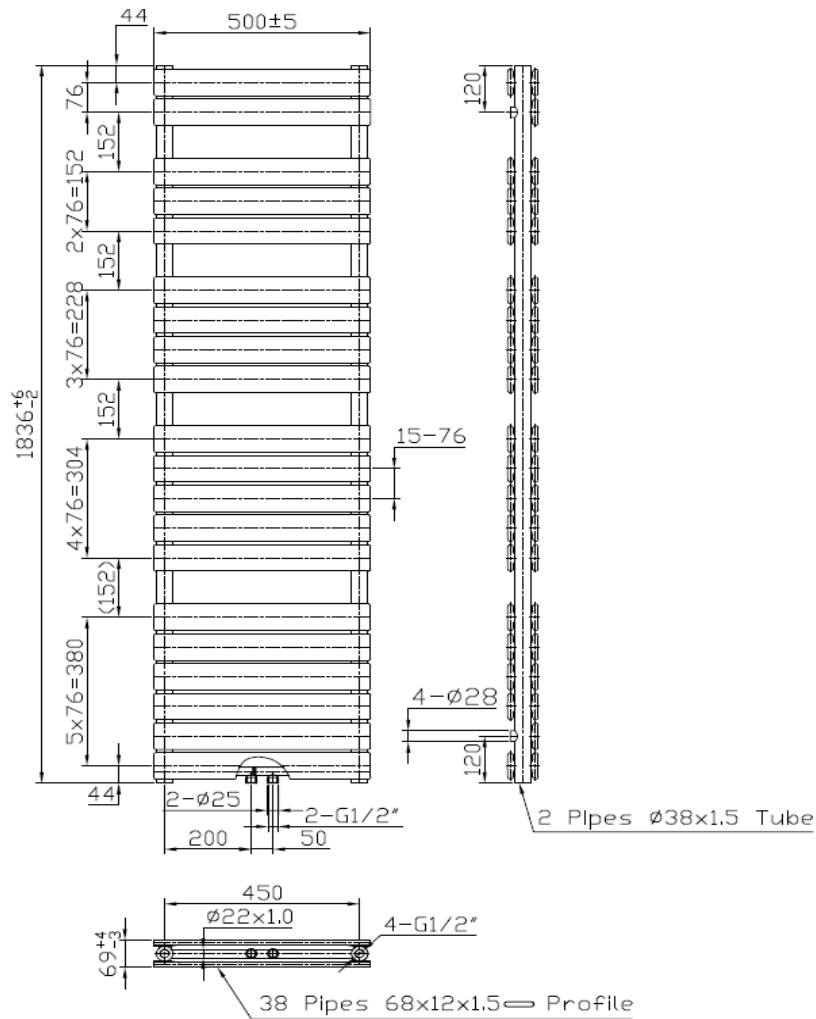 44
500±5
76
152
2x76=152
152
3x76=228
152
1836+6-2
15-76
4x76=304
(152)
5x76=380
44
2-Ø25
2-G1/2"
200
50
120
4-Ø28
120
2 Pipes Ø38x1.5 Tube
450
Ø22x1.0
4-G1/2"
69+4-3
38 Pipes 68x12x1.5 Profile